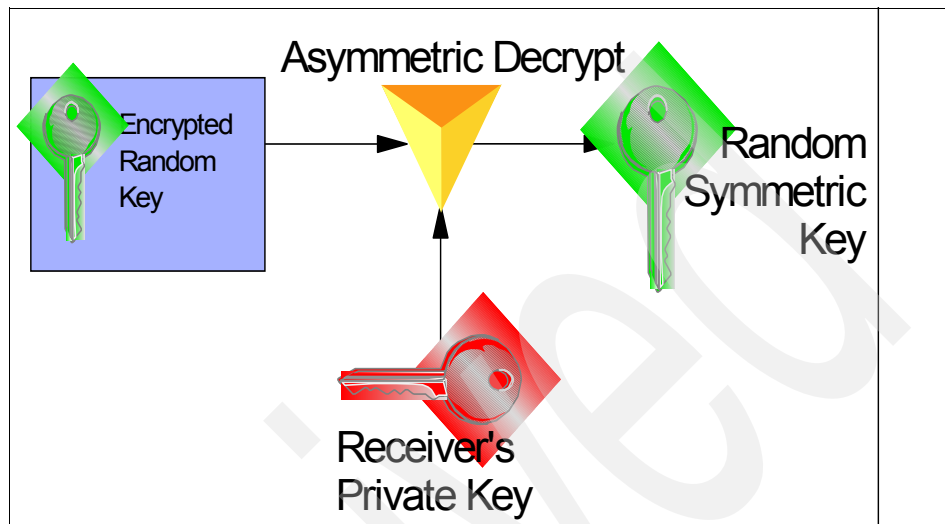 Asymmetric Decrypt
Encrypted
Random
Key
Random
Symmetric
Key
Receiver's
Private Key